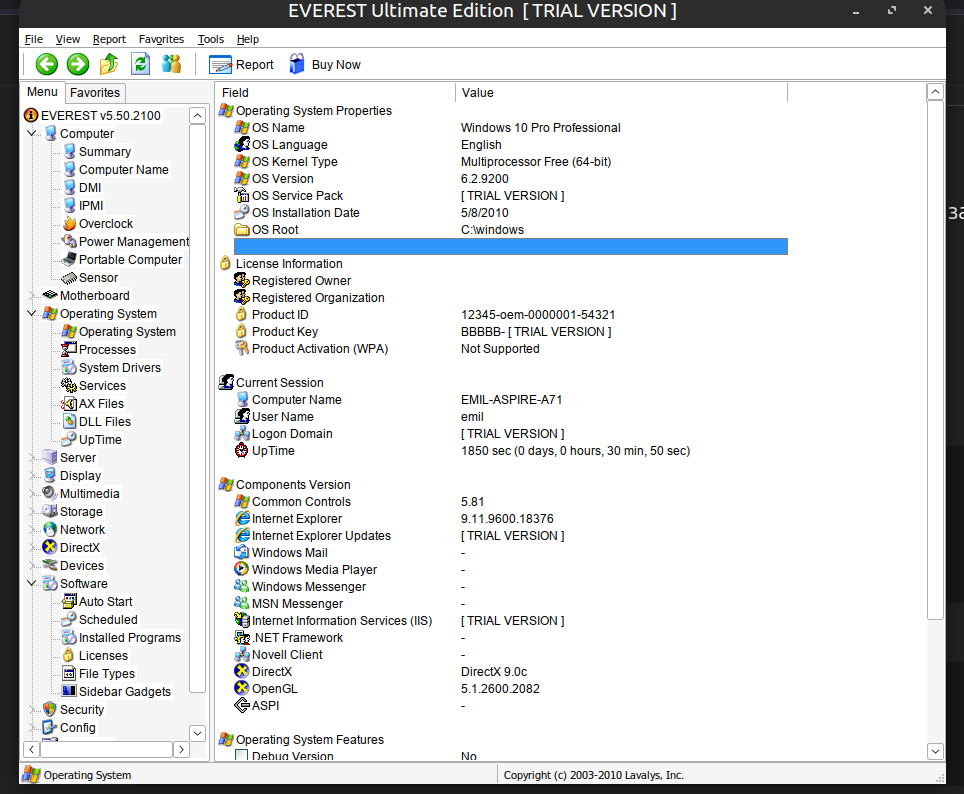 EVEREST Ultimate Edition [ TRIAL VERSION ]
File View Report Favorites Tools Help
Report Buy Now
Menu Favorites
EVEREST v5.50.2100
Computer
Summary
Computer Name
DMI
IPMI
Overclock
Power Management
Portable Computer
Sensor
Motherboard
Operating System
Operating System
Processes
System Drivers
Services
AX Files
DLL Files
UpTime
Server
Display
Multimedia
Storage
Network
DirectX
Devices
Software
Auto Start
Scheduled
Installed Programs
Licenses
File Types
Sidebar Gadgets
Security
Config
Field Value
Operating System Properties
OS Name Windows 10 Pro Professional
OS Language English
OS Kernel Type Multiprocessor Free (64-bit)
OS Version 6.2.9200
OS Service Pack [ TRIAL VERSION ]
OS Installation Date 5/8/2010
OS Root C:\windows
License Information
Registered Owner
Registered Organization
Product ID 12345-oem-0000001-54321
Product Key BBBBB- [ TRIAL VERSION ]
Product Activation (WPA) Not Supported
Current Session
Computer Name EMIL-ASPIRE-A71
User Name emil
Logon Domain [ TRIAL VERSION ]
UpTime 1850 sec (0 days, 0 hours, 30 min, 50 sec)
Components Version
Common Controls 5.81
Internet Explorer 9.11.9600.18376
Internet Explorer Updates [ TRIAL VERSION ]
Windows Mail -
Windows Media Player -
Windows Messenger -
MSN Messenger -
Internet Information Services (IIS) [ TRIAL VERSION ]
.NET Framework -
Novell Client -
DirectX DirectX 9.0c
OpenGL 5.1.2600.2082
ASPI -
Operating System Features
Debug Version No
Operating System Copyright (c) 2003-2010 Lavalys, Inc.